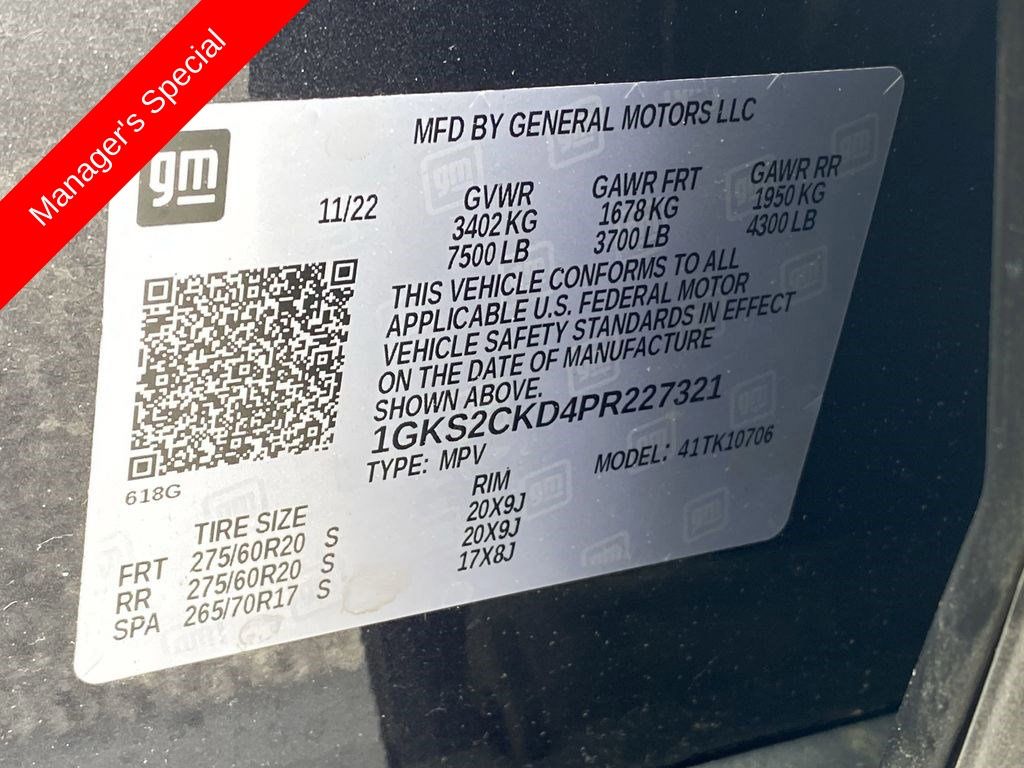 Manager's Special
gm
MFD BY GENERAL MOTORS LLC
11/22
GVWR GAWR FRT GAWR RR
3402 KG 1678 KG 1950 KG
7500 LB 3700 LB 4300 LB
THIS VEHICLE CONFORMS TO ALL
APPLICABLE U.S. FEDERAL MOTOR
VEHICLE SAFETY STANDARDS IN EFFECT
ON THE DATE OF MANUFACTURE
SHOWN ABOVE.
1GKS2CKD4PR227321
TYPE: MPV MODEL: 41TK10706
618G
TIRE SIZE RIM
FRT 275/60R20 S 20X9J
RR 275/60R20 S 20X9J
SPA 265/70R17 S 17X8J